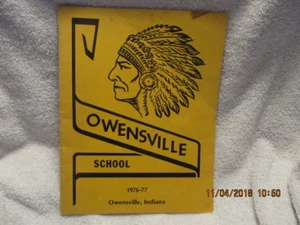 OWENSVILLE
SCHOOL
1976-77
Owensville, Indiana
11/04/2018 10:50